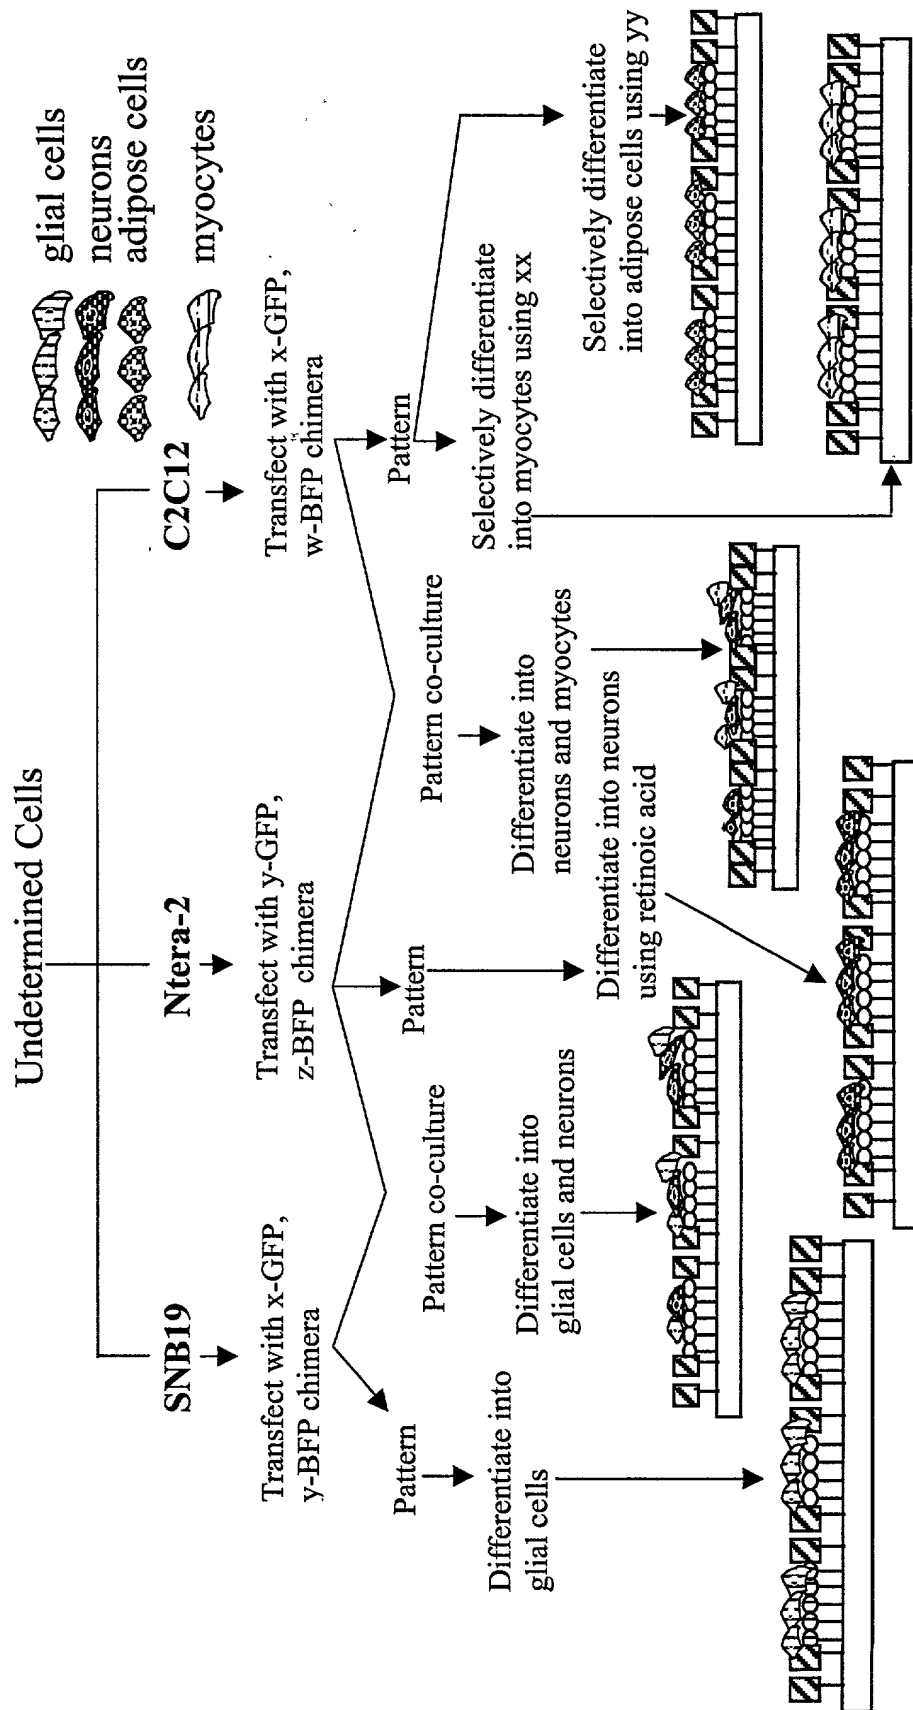 Undetermined Cells
glial cells
neurons
adipose cells
myocytes
SNB19
Ntera-2
C2C12
Transfect with x-GFP,
y-BFP chimera
Transfect with y-GFP,
z-BFP chimera
Transfect with x-GFP,
w-BFP chimera
Pattern
Pattern co-culture
Pattern
Pattern co-culture
Pattern
Differentiate into
glial cells
Differentiate into
glial cells and neurons
Differentiate into neurons
using retinoic acid
Differentiate into
neurons and myocytes
Selectively differentiate
into myocytes using xx
Selectively differentiate
into adipose cells using yy